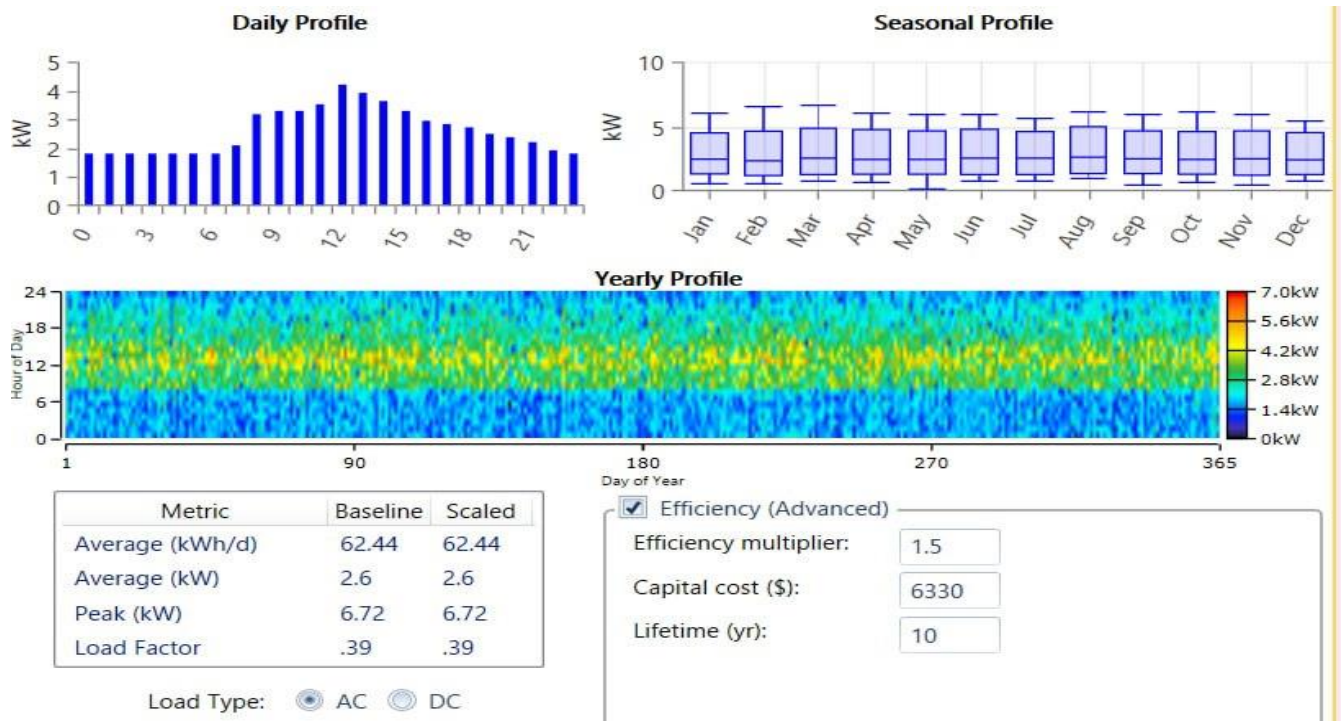 Daily Profile
5
4
3
2
1
0
kW
0 3 6 9 12 15 18 21
Seasonal Profile
10
5
0
kW
Jan Feb Mar Apr May Jun Jul Aug Sep Oct Nov Dec
Yearly Profile
24
18
12
6
0
Hour of Day
7.0kW
5.6kW
4.2kW
2.8kW
1.4kW
0kW
1 90 180 270 365
Day of Year
Metric Baseline Scaled
Average (kWh/d) 62.44 62.44
Average (kW) 2.6 2.6
Peak (kW) 6.72 6.72
Load Factor .39 .39
Load Type: AC DC
Efficiency (Advanced)
Efficiency multiplier: 1.5
Capital cost ($): 6330
Lifetime (yr): 10